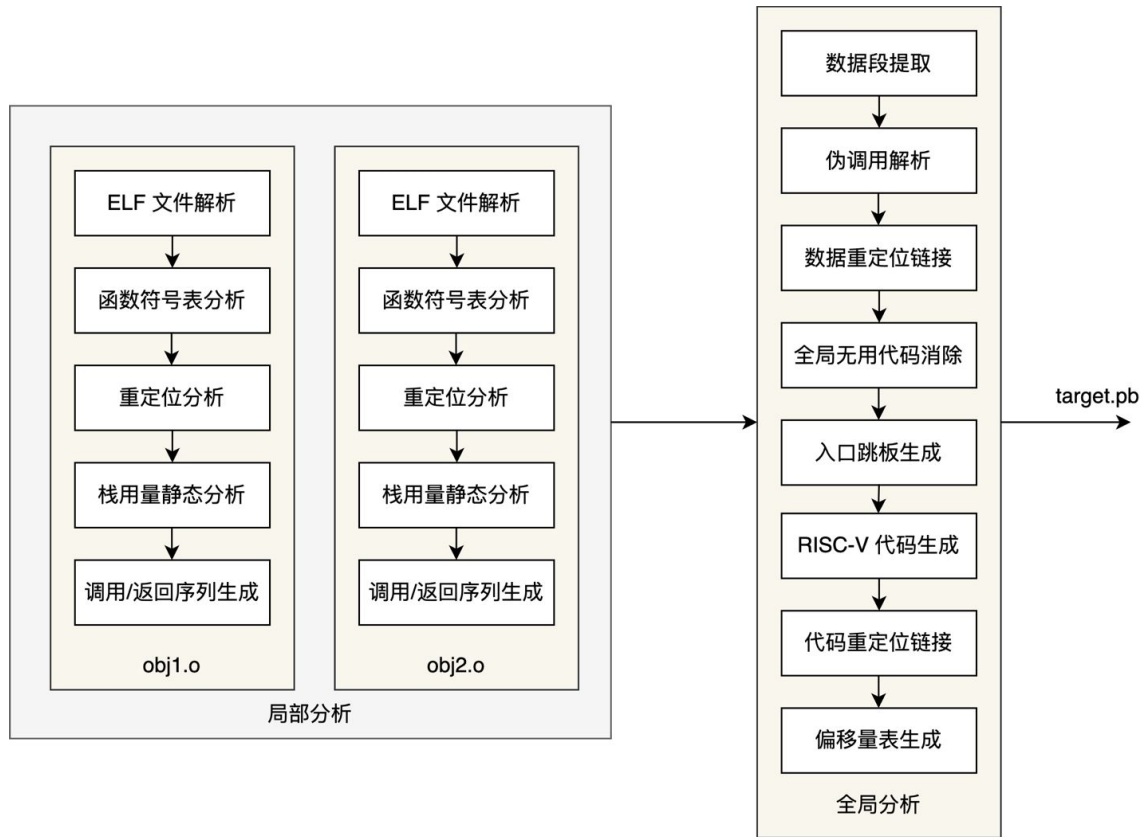 ELF 文件解析
函数符号表分析
重定位分析
栈用量静态分析
调用/返回序列生成
obj1.o
ELF 文件解析
函数符号表分析
重定位分析
栈用量静态分析
调用/返回序列生成
obj2.o
局部分析
数据段提取
伪调用解析
数据重定位链接
全局无用代码消除
入口跳板生成
RISC-V 代码生成
代码重定位链接
偏移量表生成
全局分析
target.pb